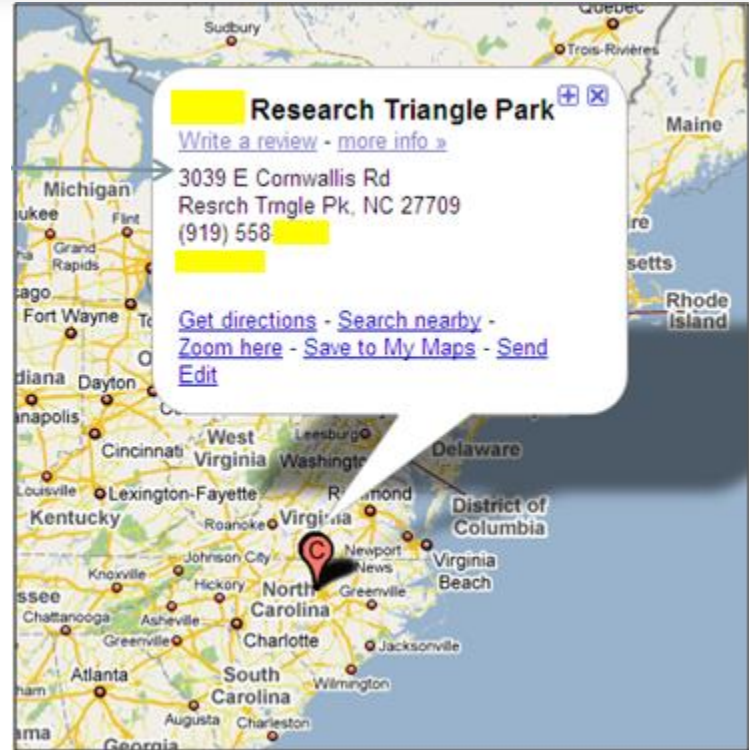 Research Triangle Park
Write a review - more info »
3039 E Cornwallis Rd
Resrch Trngle Pk, NC 27709
(919) 558-
Get directions - Search nearby -
Zoom here - Save to My Maps - Send
Edit
Quebec
Sudbury
Trois-Rivières
Maine
Michigan
Flint
Grand
Rapids
Rhode
Island
Fort Wayne
Dayton
Cincinnati
West
Virginia
Leesburg
Delaware
Louisville
Lexington-Fayette
Kentucky
Roanoke
Virginia
District of
Columbia
Johnson City
Newport
News
Virginia
Beach
Knoxville
Hickory
North
Carolina
Greenville
Chattanooga
Asheville
Greenville
Charlotte
Jacksonville
C
Atlanta
South
Carolina
Wilmington
Augusta
Charleston
Georgia